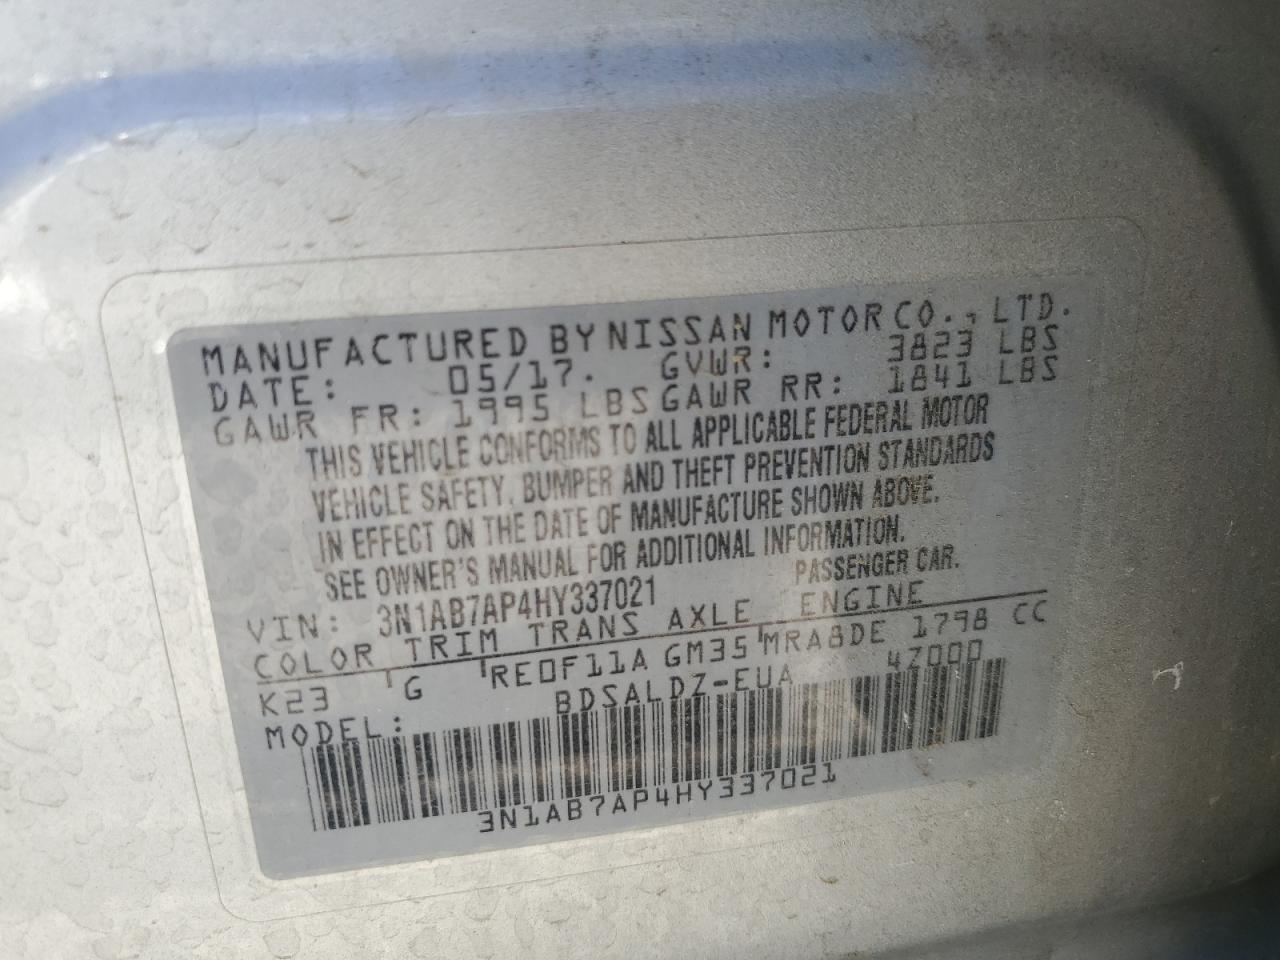 MANUFACTURED BY NISSAN MOTOR CO., LTD.
DATE: 05/17. GVWR: 3823 LBS
GAWR FR: 1995 LBS GAWR RR: 1841 LBS
THIS VEHICLE CONFORMS TO ALL APPLICABLE FEDERAL MOTOR
VEHICLE SAFETY, BUMPER AND THEFT PREVENTION STANDARDS
IN EFFECT ON THE DATE OF MANUFACTURE SHOWN ABOVE.
SEE OWNER'S MANUAL FOR ADDITIONAL INFORMATION.
VIN: 3N1AB7AP4HY337021 PASSENGER CAR.
COLOR TRIM TRANS AXLE ENGINE
K23 G RE0F11A GM35 MRA8DE 1798 CC
MODEL: BDSALDZ-EUA 4Z000
3N1AB7AP4HY337021